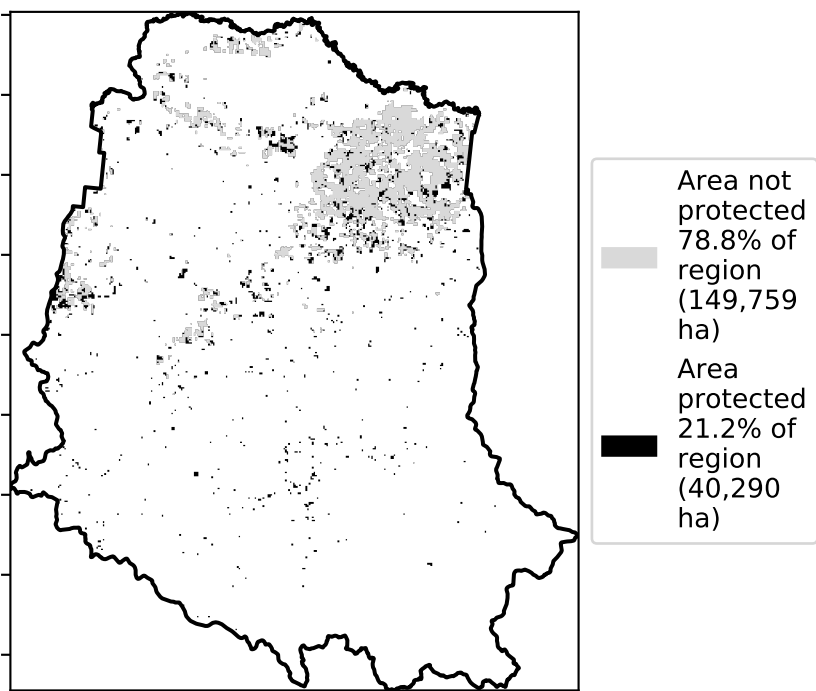 Area not
protected
78.8% of
region
(149,759
ha)
Area
protected
21.2% of
region
(40,290
ha)